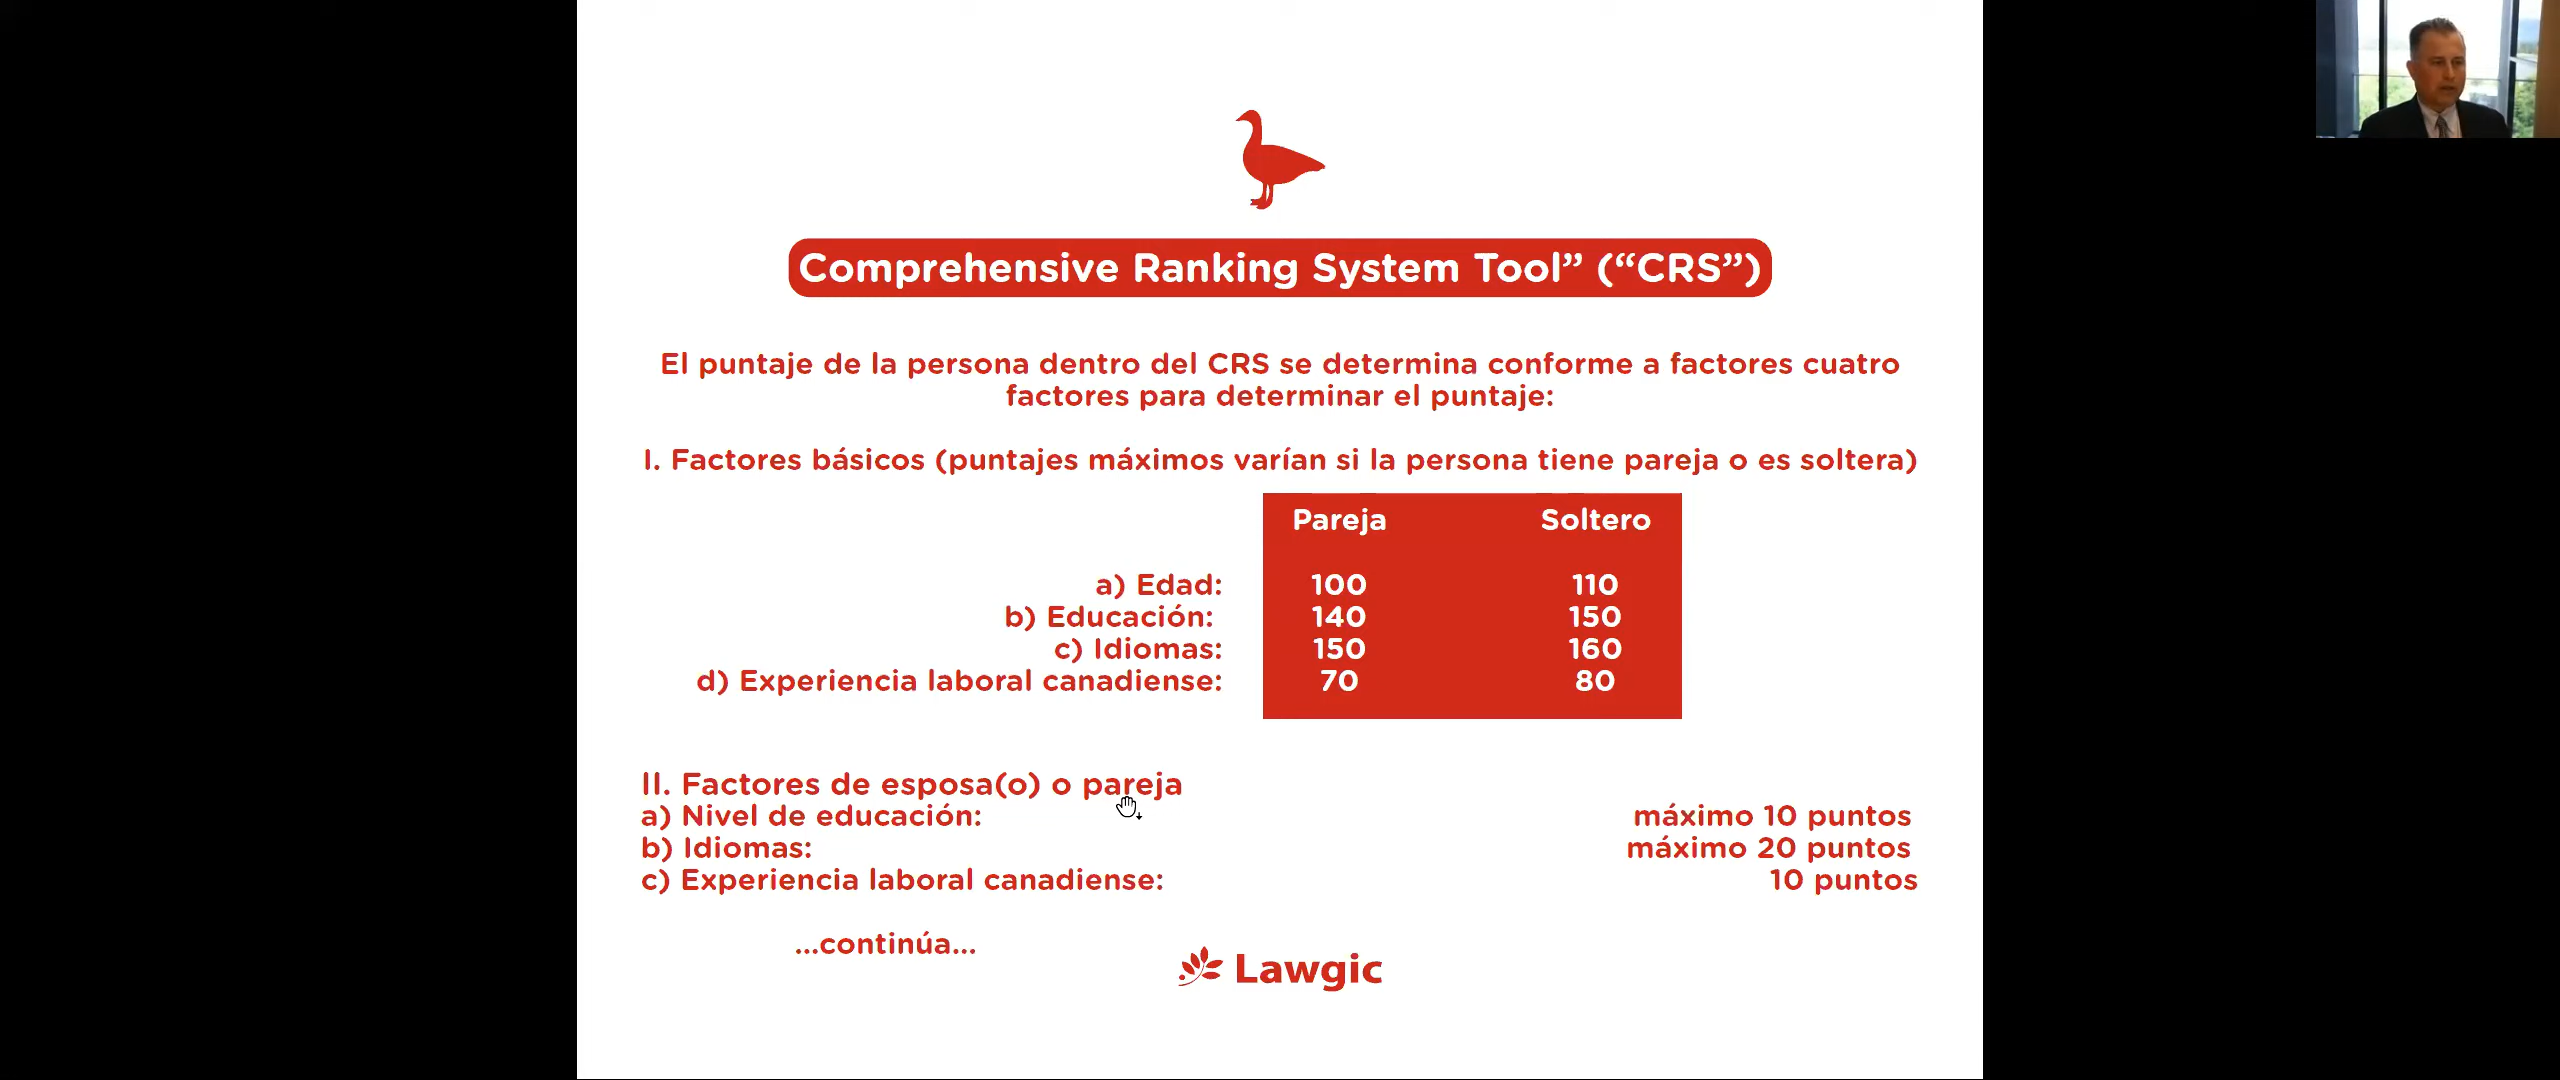 Comprehensive Ranking System Tool” (“CRS”)
El puntaje de la persona dentro del CRS se determina conforme a factores cuatro
factores para determinar el puntaje:
I. Factores básicos (puntajes máximos varían si la persona tiene pareja o es soltera)
Pareja Soltero
a) Edad: 100 110
b) Educación: 140 150
c) Idiomas: 150 160
d) Experiencia laboral canadiense: 70 80
II. Factores de esposa(o) o pareja
a) Nivel de educación: máximo 10 puntos
b) Idiomas: máximo 20 puntos
c) Experiencia laboral canadiense: 10 puntos
...continúa...
Lawgic